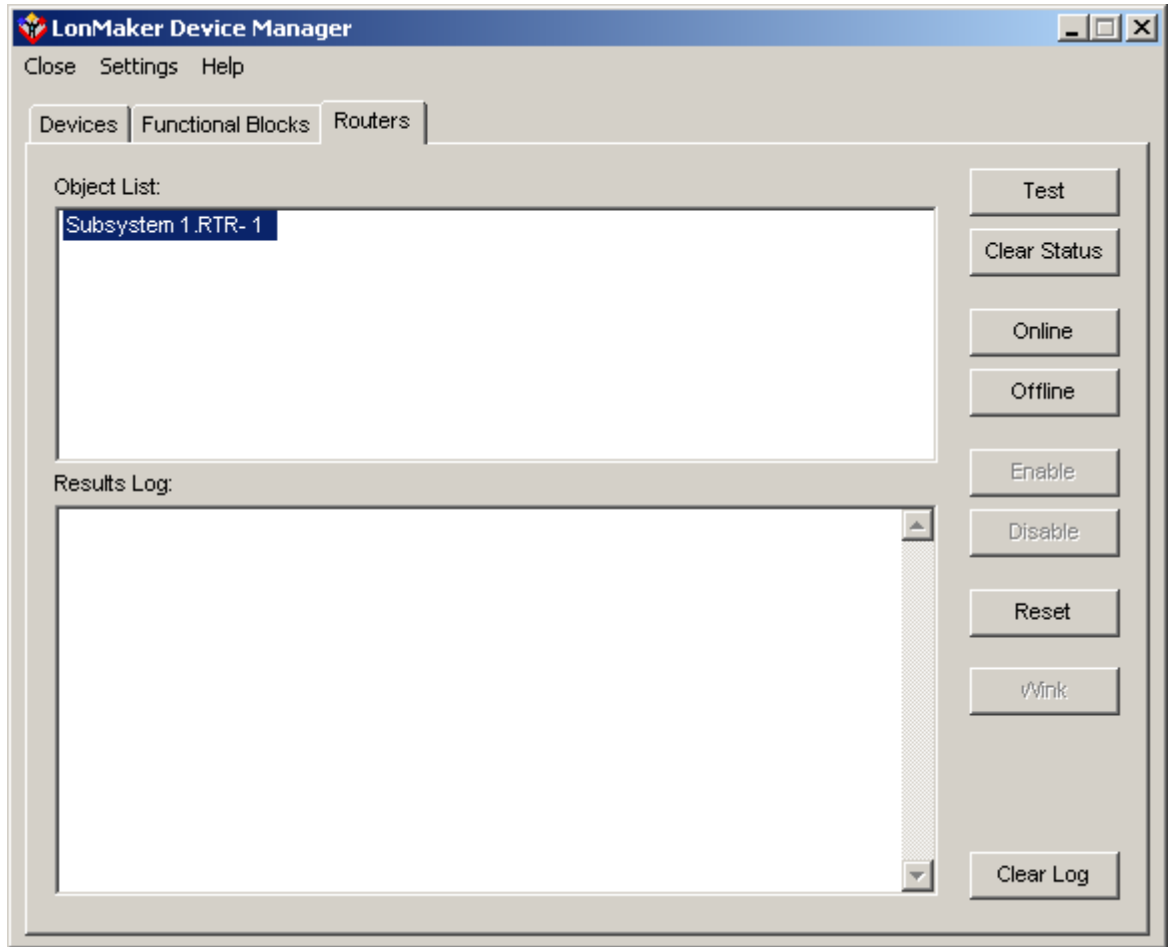 LonMaker Device Manager
Close Settings Help
Devices Functional Blocks Routers
Object List:
Subsystem 1.RTR- 1
Test
Clear Status
Online
Offline
Enable
Disable
Reset
Wink
Results Log:
Clear Log